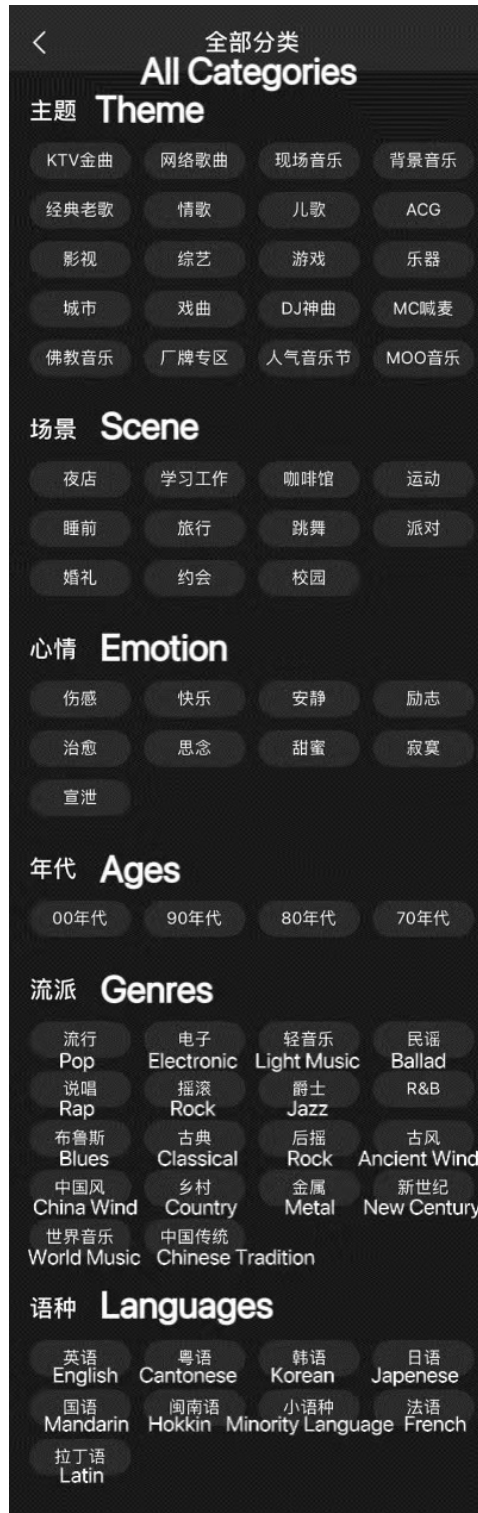 全部分类
All Categories
主题 Theme
KTV金曲 网络歌曲 现场音乐 背景音乐
经典老歌 情歌 儿歌 ACG
影视 综艺 游戏 乐器
城市 戏曲 DJ神曲 MC喊麦
佛教音乐 厂牌专区 人气音乐节 MOO音乐
场景 Scene
夜店 学习工作 咖啡馆 运动
睡前 旅行 跳舞 派对
婚礼 约会 校园
心情 Emotion
伤感 快乐 安静 励志
治愈 思念 甜蜜 寂寞
宣泄
年代 Ages
00年代 90年代 80年代 70年代
流派 Genres
流行 电子 轻音乐 民谣
Pop Electronic Light Music Ballad
说唱 摇滚 爵士 R&B
Rap Rock Jazz
布鲁斯 古典 后摇 古风
Blues Classical Rock Ancient Wind
中国风 乡村 金属 新世纪
China Wind Country Metal New Century
世界音乐 中国传统
World Music Chinese Tradition
语种 Languages
英语 粤语 韩语 日语
English Cantonese Korean Japenese
国语 闽南语 小语种 法语
Mandarin Hokkin Minority Language French
拉丁语
Latin